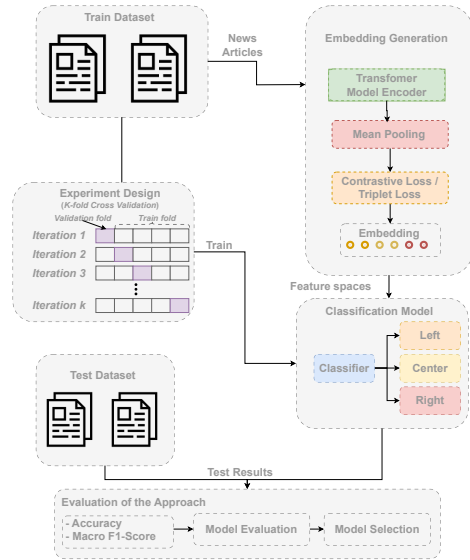 Train Dataset
News
Articles
Embedding Generation
Transfomer
Model Encoder
Mean Pooling
Contrastive Loss /
Triplet Loss
Embedding
Experiment Design
(K-fold Cross Validation)
Validation fold
Train fold
Iteration 1
Iteration 2
Iteration 3
Iteration k
Train
Feature spaces
Classification Model
Classifier
Left
Center
Right
Test Dataset
Test Results
Evaluation of the Approach
- Accuracy
- Macro F1-Score
Model Evaluation
Model Selection